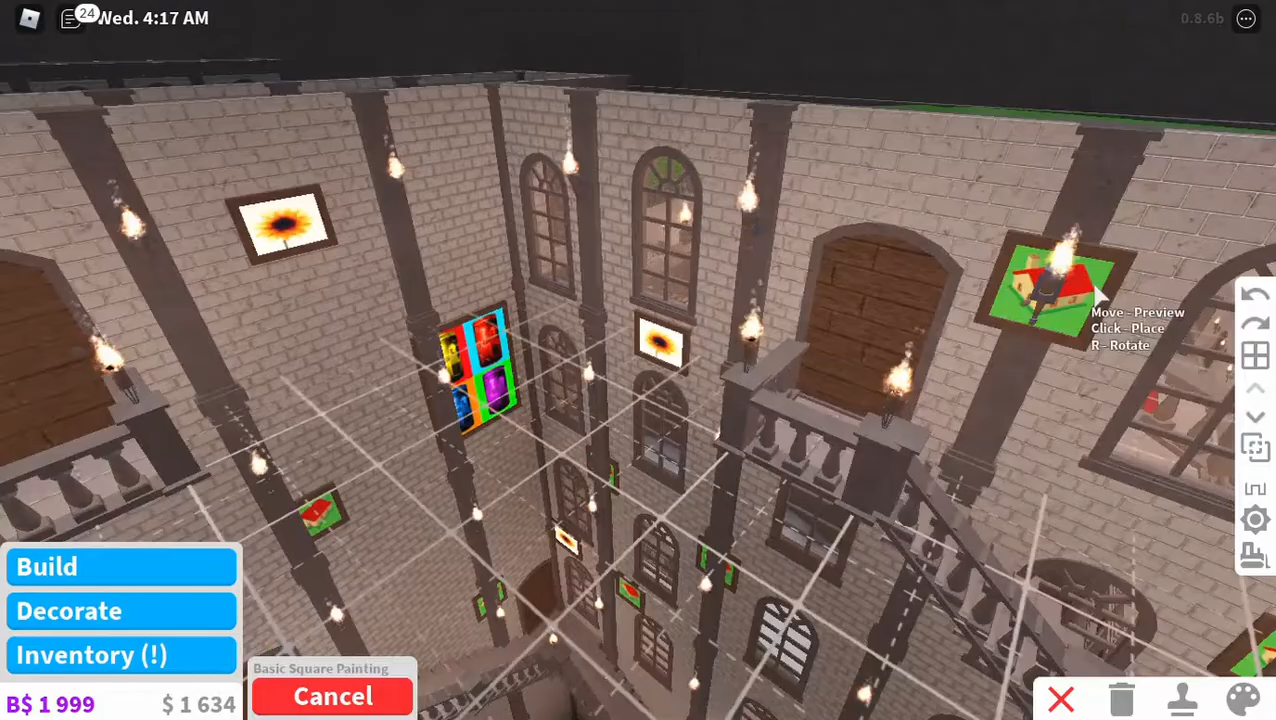 24
Wed. 4:17 AM
0.8.6b
Move - Preview
Click - Place
R - Rotate
Build
Decorate
Inventory (!)
B$ 1 999
$ 1 634
Basic Square Painting
Cancel